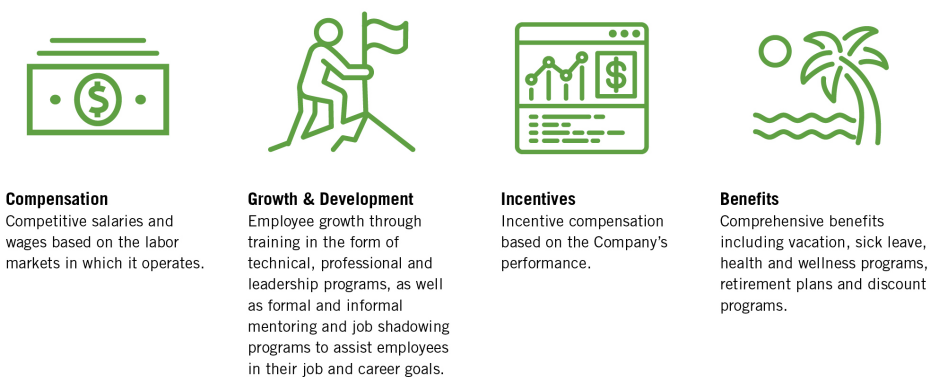 $
$
Compensation
Competitive salaries and
wages based on the labor
markets in which it operates.
Growth & Development
Employee growth through
training in the form of
technical, professional and
leadership programs, as well
as formal and informal
mentoring and job shadowing
programs to assist employees
in their job and career goals.
Incentives
Incentive compensation
based on the Company’s
performance.
Benefits
Comprehensive benefits
including vacation, sick leave,
health and wellness programs,
retirement plans and discount
programs.